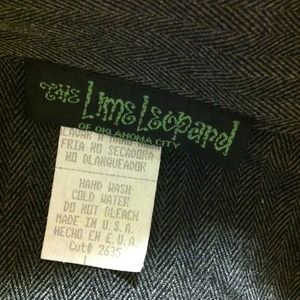 THE Lime Leopard
OF OKLAHOMA CITY
LAVAR A
FRIA NO SECADORA
NO BLANQUEADOR
HAND WASH
COLD WATER
DO NOT BLEACH
MADE IN U.S.A.
HECHO EN E.U.A.
Cut# 2635